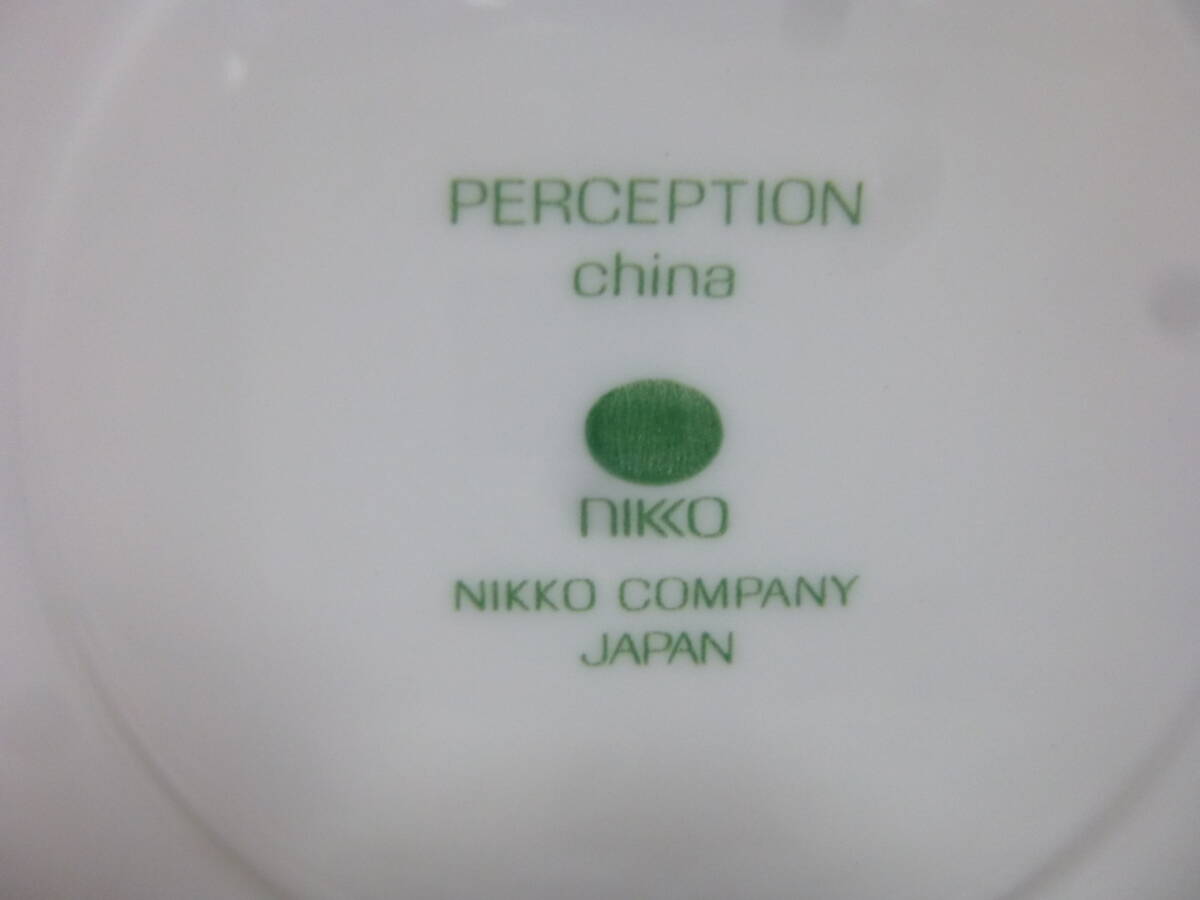 PERCEPTION
china
NIKKO
NIKKO COMPANY
JAPAN